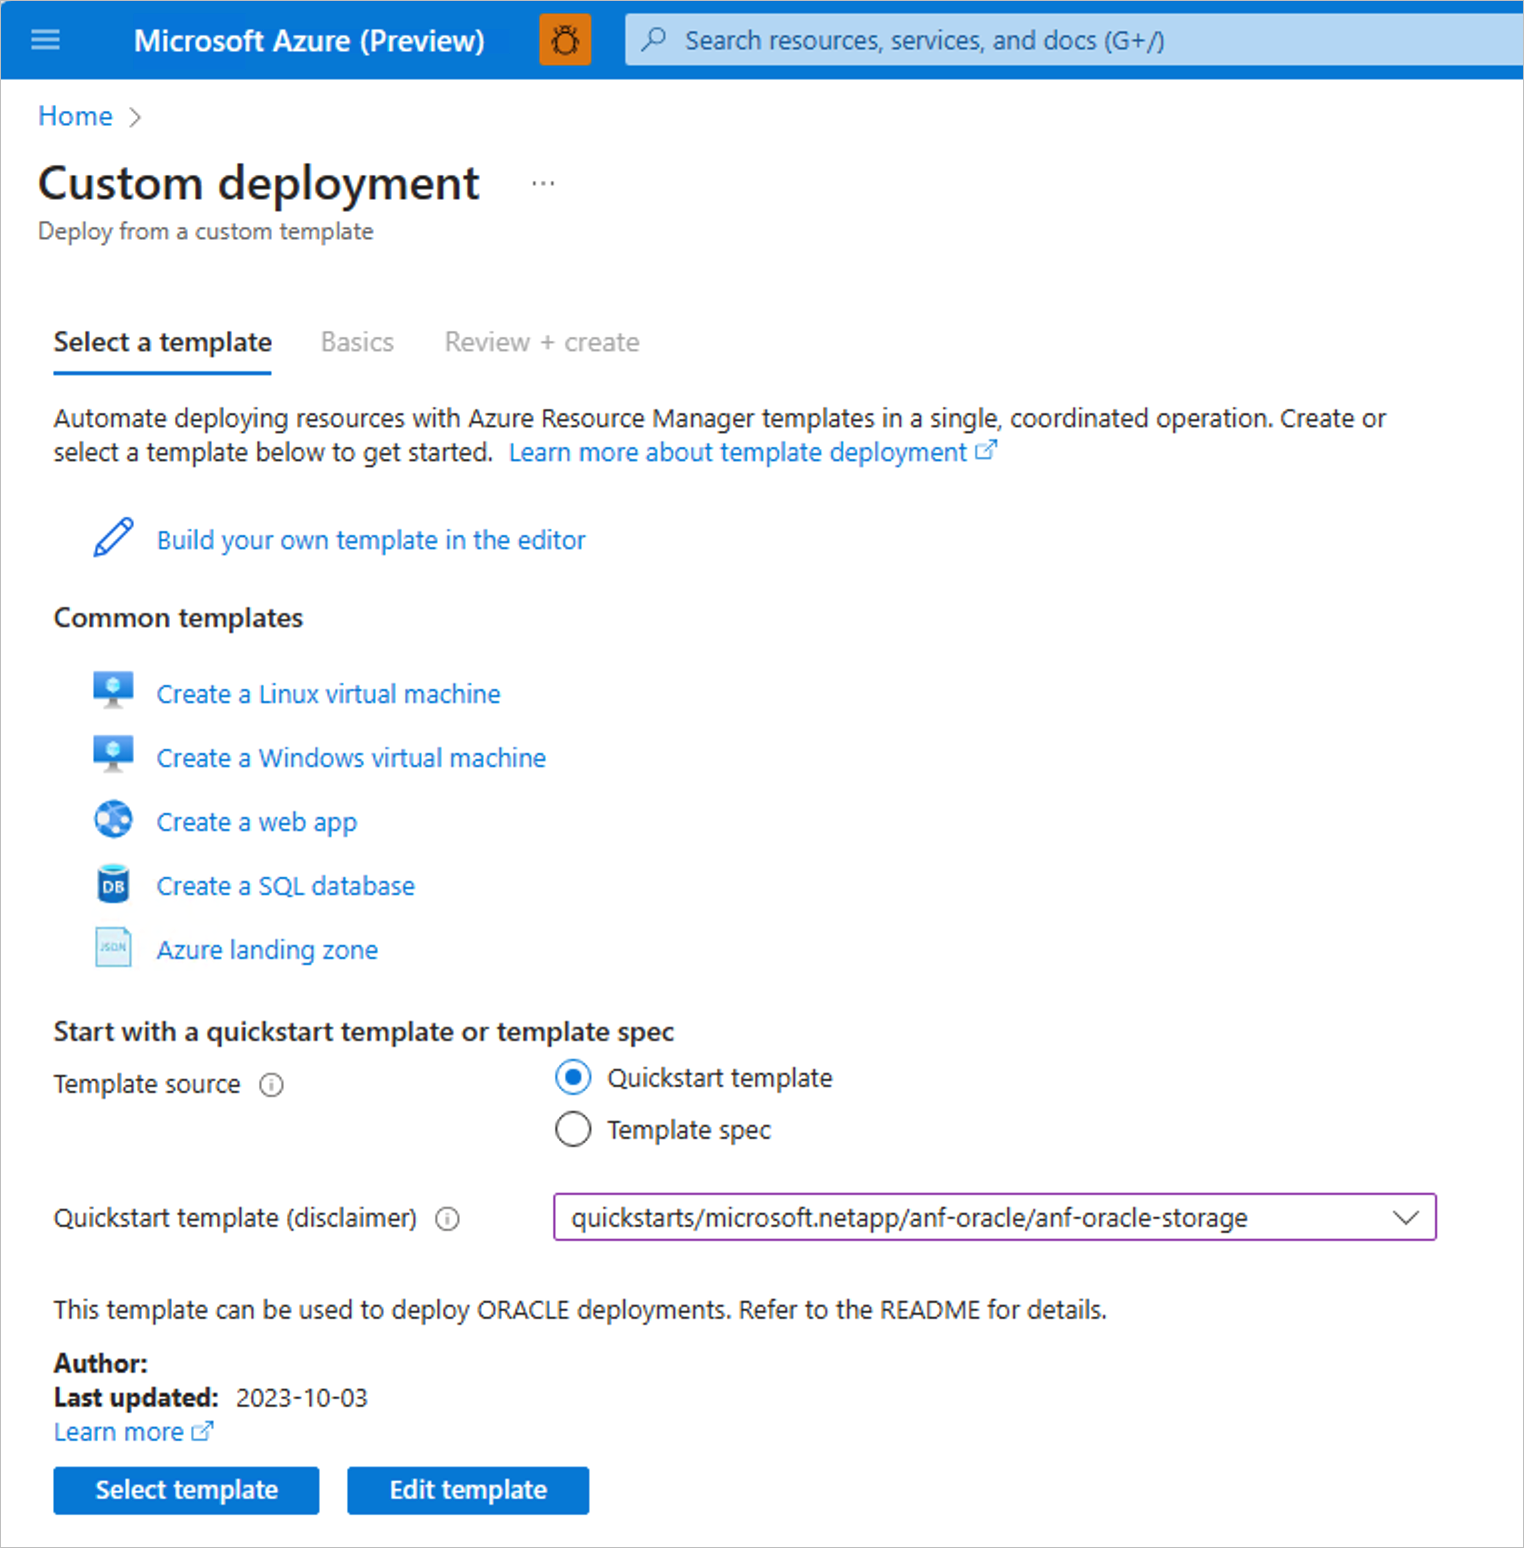 Microsoft Azure (Preview)
Search resources, services, and docs (G+/)
Home
Custom deployment
...
Deploy from a custom template
Select a template
Basics
Review + create
Automate deploying resources with Azure Resource Manager templates in a single, coordinated operation. Create or
select a template below to get started. Learn more about template deployment
Build your own template in the editor
Common templates
Create a Linux virtual machine
Create a Windows virtual machine
Create a web app
DB
Create a SQL database
JSON
Azure landing zone
Start with a quickstart template or template spec
Template source
Quickstart template
Template spec
Quickstart template (disclaimer)
quickstarts/microsoft.netapp/anf-oracle/anf-oracle-storage
This template can be used to deploy ORACLE deployments. Refer to the README for details.
Author:
Last updated: 2023-10-03
Learn more
Select template
Edit template